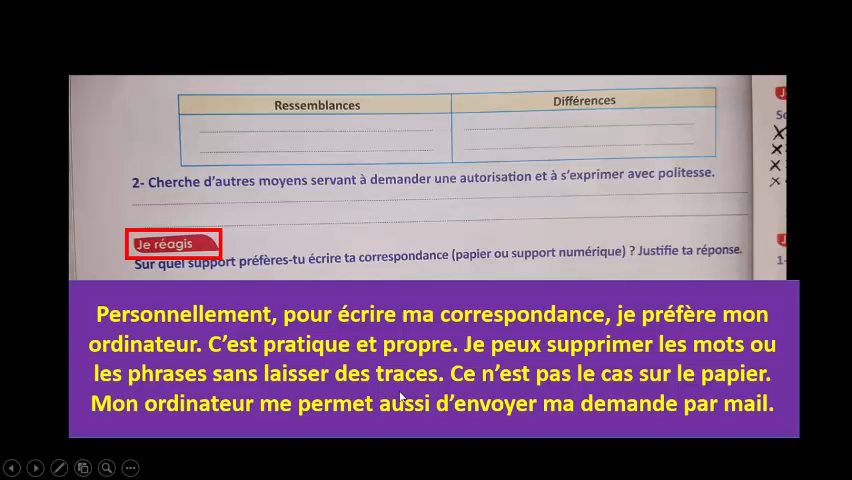 Ressemblances
Différences
2- Cherche d'autres moyens servant à demander une autorisation et à s'exprimer avec politesse.
Je réagis
Sur quel support préfères-tu écrire ta correspondance (papier ou support numérique) ? Justifie ta réponse.
Personnellement, pour écrire ma correspondance, je préfère mon
ordinateur. C'est pratique et propre. Je peux supprimer les mots ou
les phrases sans laisser des traces. Ce n'est pas le cas sur le papier.
Mon ordinateur me permet aussi d'envoyer ma demande par mail.